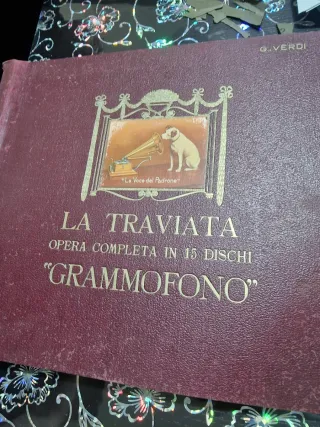 G. VERDI
"La Voce del Padrone"
LA TRAVIATA
OPERA COMPLETA IN 15 DISCHI
"GRAMMOFONO"